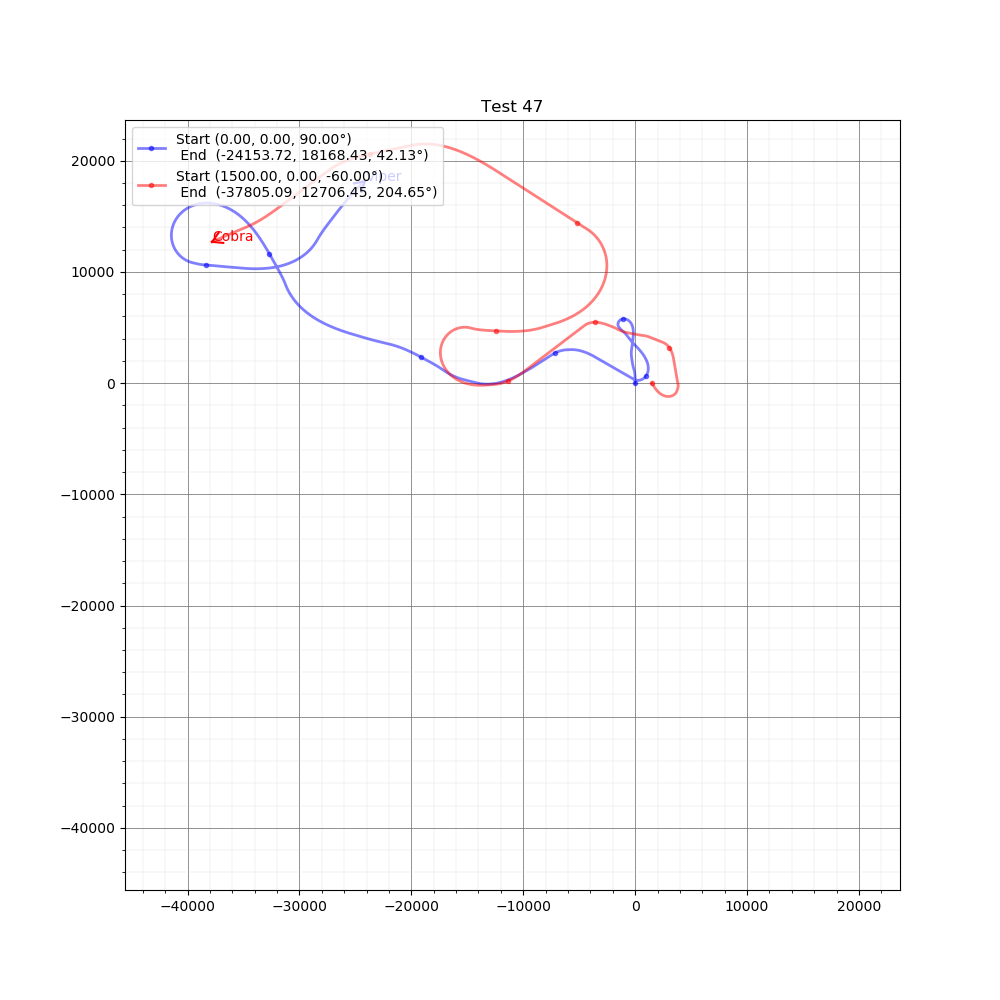 Test 47
Start (0.00, 0.00, 90.00°)
End (-24153.72, 18168.43, 42.13°)
Start (1500.00, 0.00, -60.00°)
End (-37805.09, 12706.45, 204.65°)
Cobra
20000
10000
0
−10000
−20000
−30000
−40000
−40000 −30000 −20000 −10000 0 10000 20000